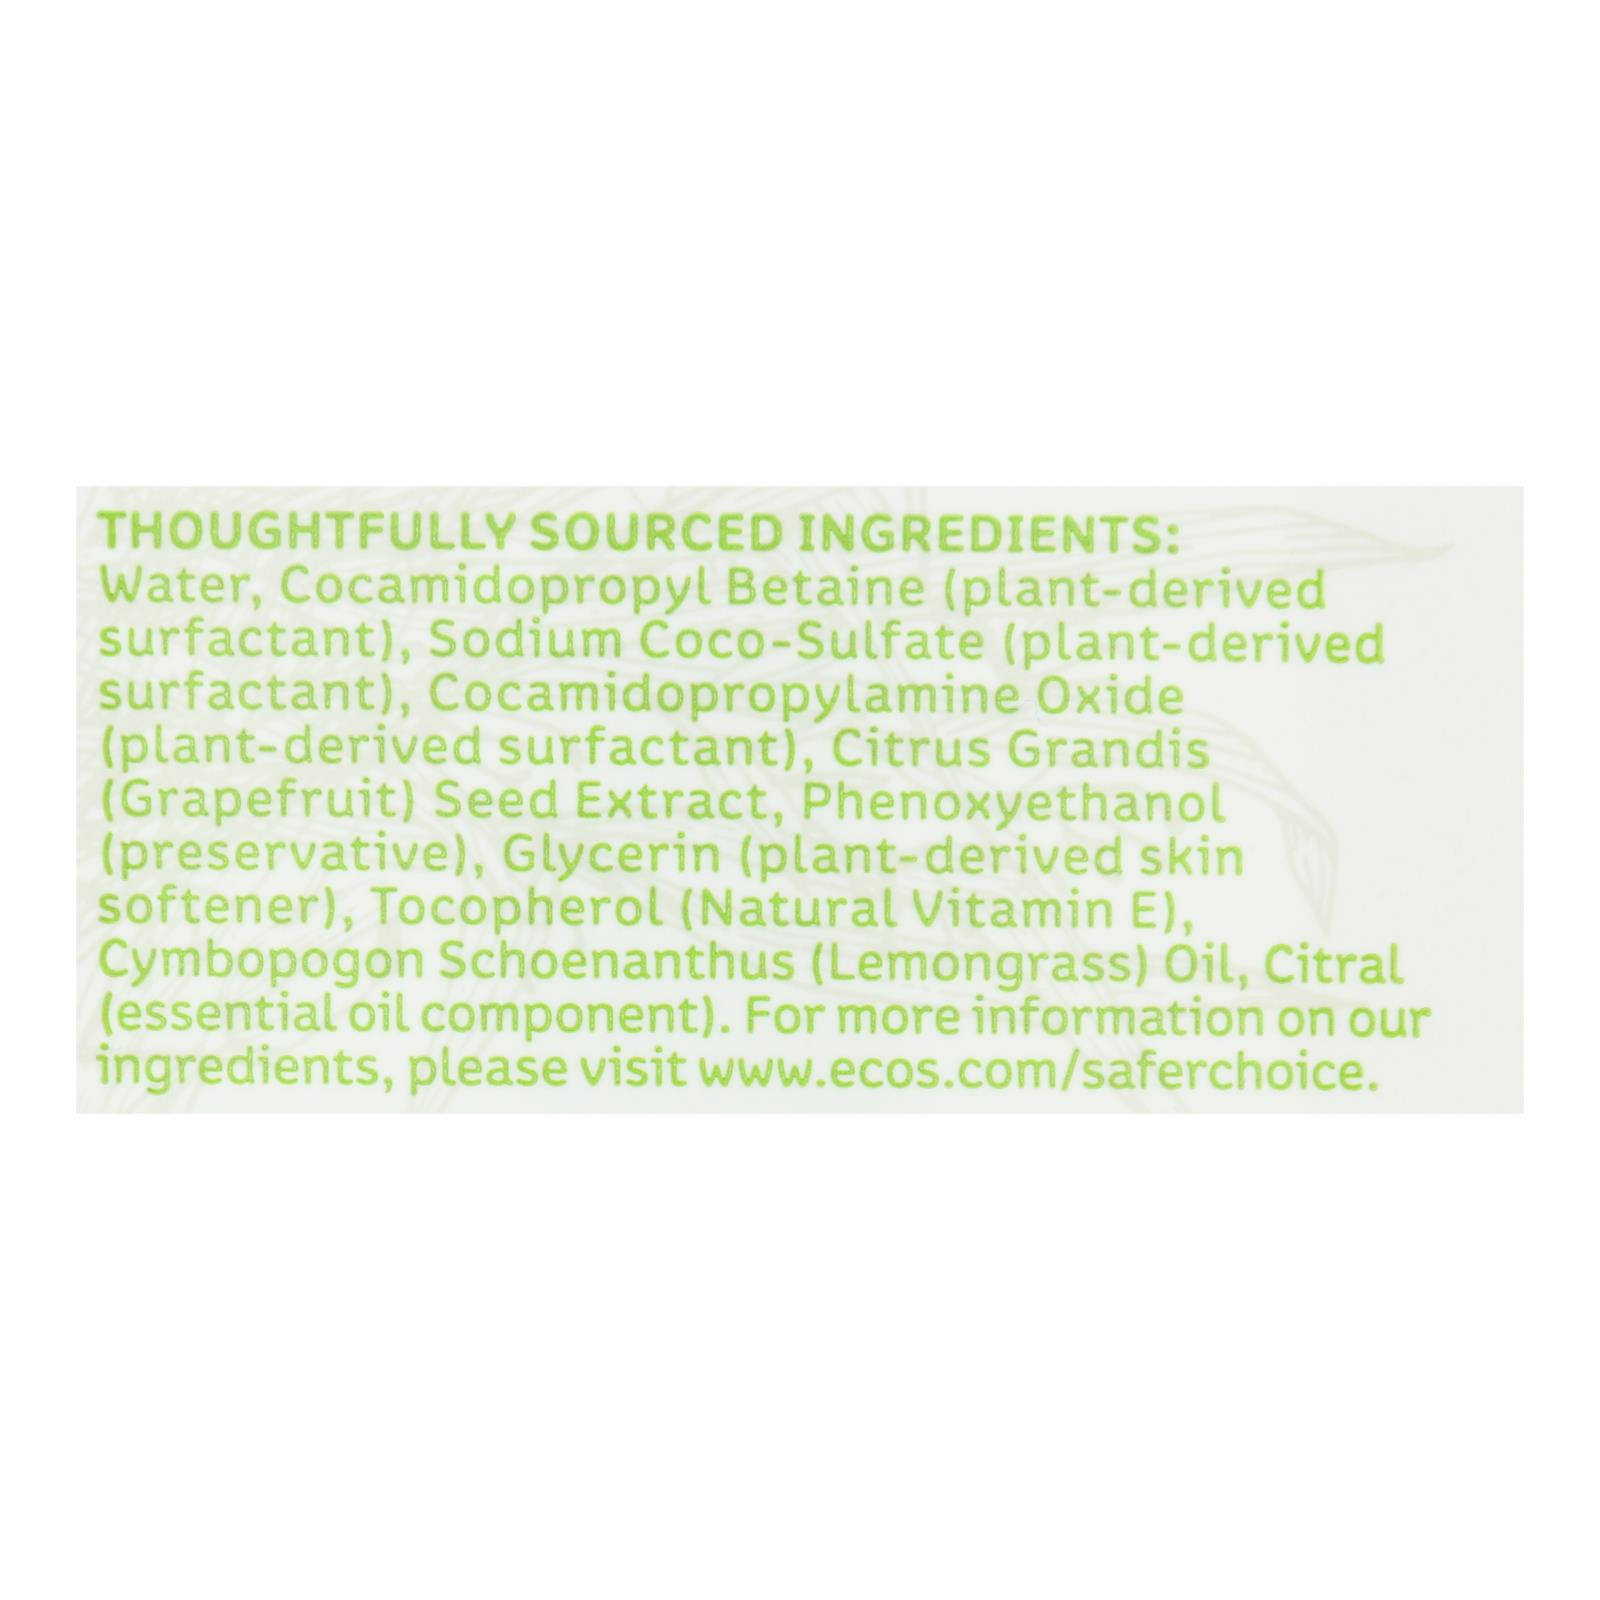 THOUGHTFULLY SOURCED INGREDIENTS:
Water, Cocamidopropyl Betaine (plant-derived
surfactant), Sodium Coco-Sulfate (plant-derived
surfactant), Cocamidopropylamine Oxide
(plant-derived surfactant), Citrus Grandis
(Grapefruit) Seed Extract, Phenoxyethanol
(preservative), Glycerin (plant-derived skin
softener), Tocopherol (Natural Vitamin E),
Cymbopogon Schoenanthus (Lemongrass) Oil, Citral
(essential oil component). For more information on our
ingredients, please visit www.ecos.com/saferchoice.